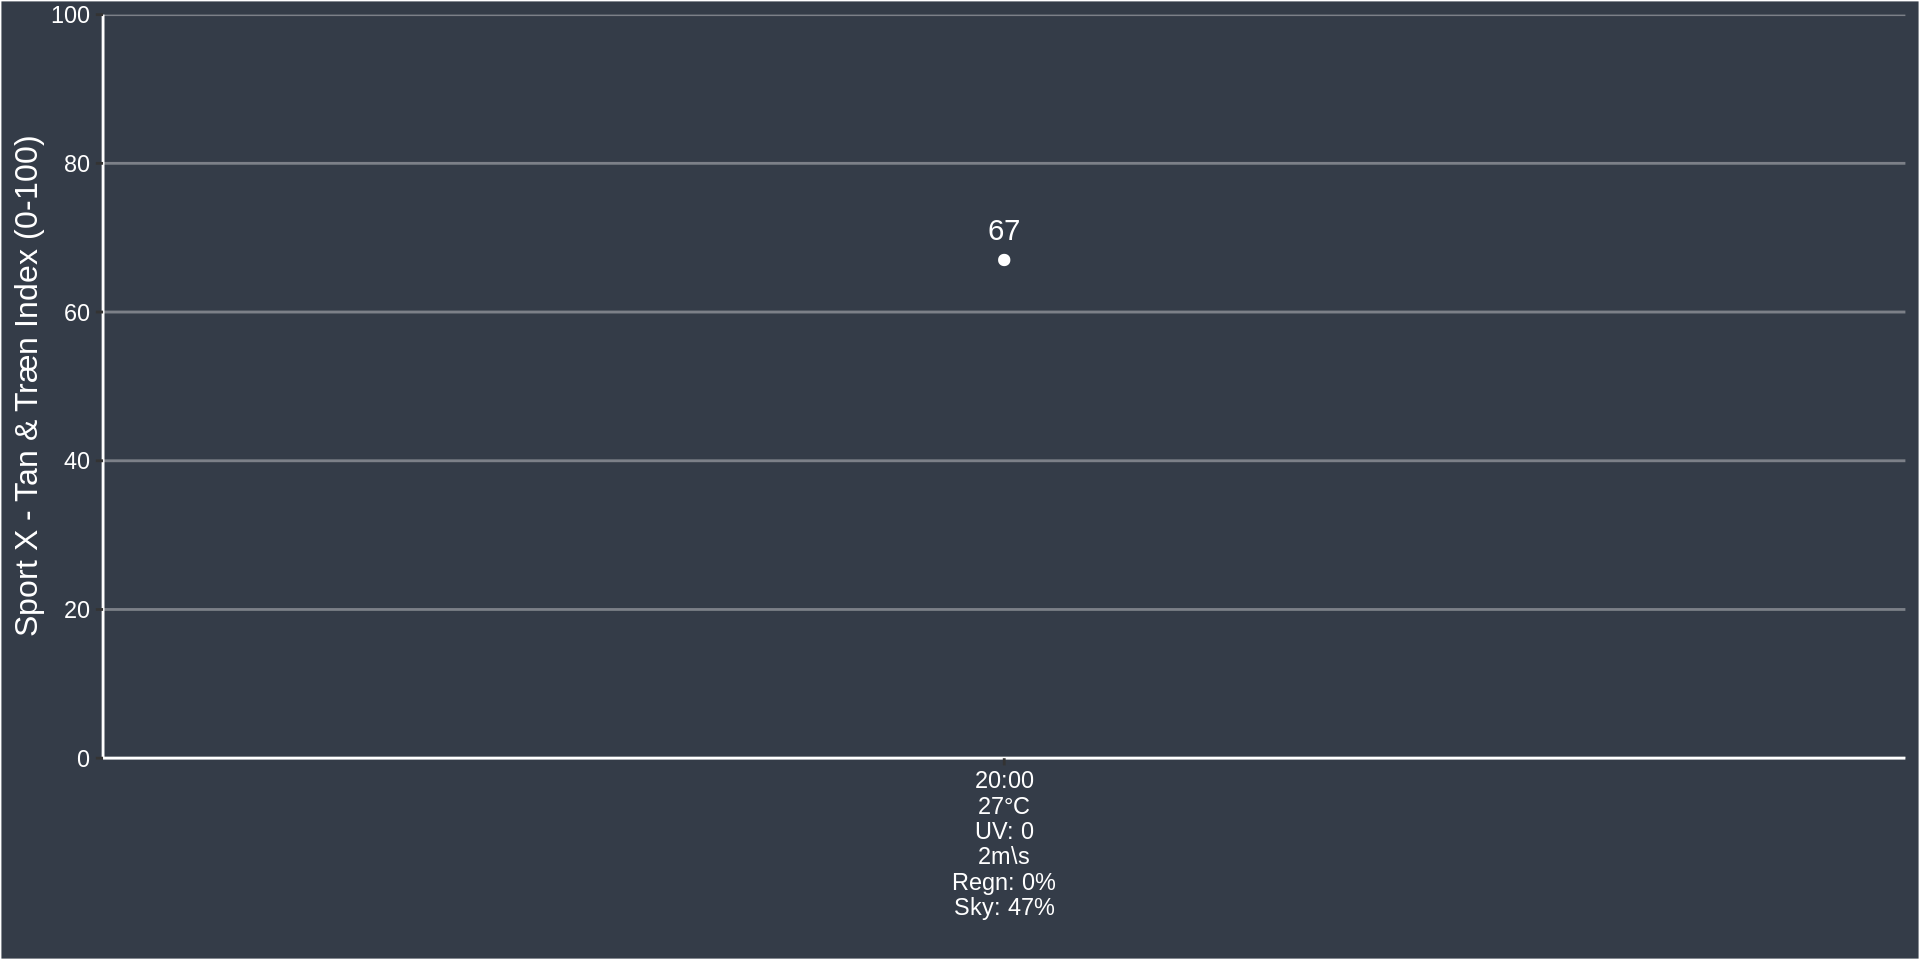 Sport X - Tan & Træn Index (0-100)
100
80
60
40
20
0
67
20:00
27°C
UV: 0
2m\s
Regn: 0%
Sky: 47%